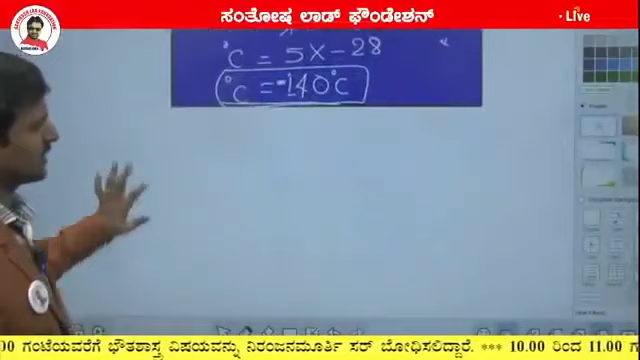 ಸಂತೋಷ ಲಾಡ್ ಫೌಂಡೇಶನ್
Live
°C = 5X - 28
°C = -140°C
00 ಗಂಟೆಯವರೆಗೆ ಭೌತಶಾಸ್ತ್ರ ವಿಷಯವನ್ನು ನಿರಂಜನಮೂರ್ತಿ ಸರ್ ಬೋಧಿಸಲಿದ್ದಾರೆ. *** 10.00 ರಿಂದ 11.00 ಗ